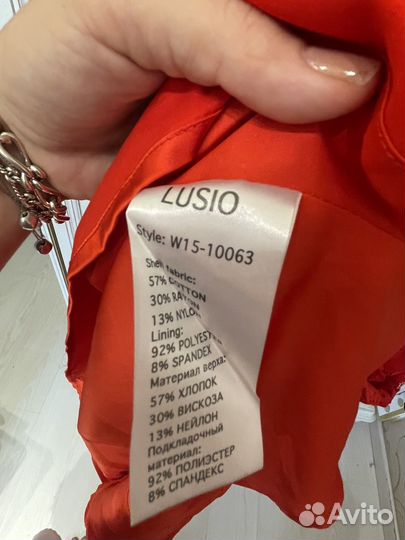 LUSIO
Style: W15-10063
Shell fabric:
57% COTTON
30% RAYON
13% NYLON
Lining:
92% POLYESTER
8% SPANDEX
Материал верха:
57% ХЛОПОК
30% ВИСКОЗА
13% НЕЙЛОН
Подкладочный
материал:
92% ПОЛИЭСТЕР
8% СПАНДЕКС
Avito